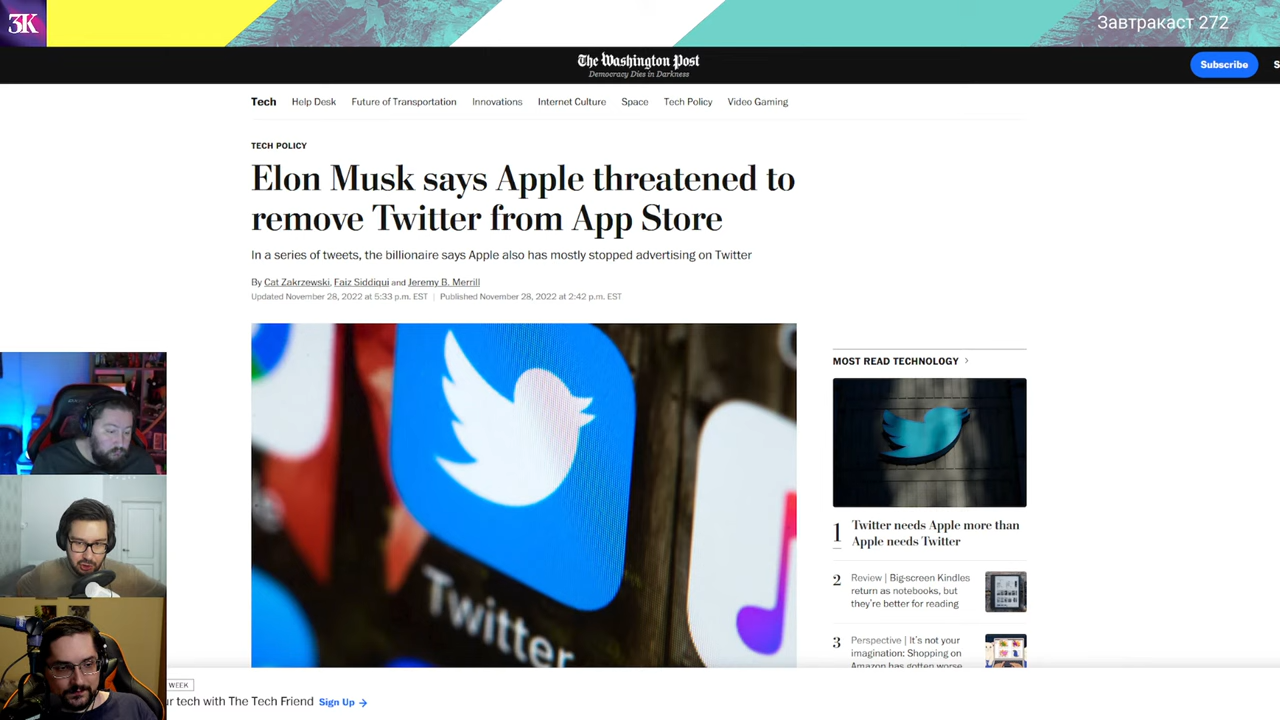 3K
Завтракаст 272
The Washington Post
Democracy Dies in Darkness
Subscribe
S
Tech Help Desk Future of Transportation Innovations Internet Culture Space Tech Policy Video Gaming
TECH POLICY
Elon Musk says Apple threatened to
remove Twitter from App Store
In a series of tweets, the billionaire says Apple also has mostly stopped advertising on Twitter
By Cat Zakrzewski, Faiz Siddiqui and Jeremy B. Merrill
Updated November 28, 2022 at 5:33 p.m. EST | Published November 28, 2022 at 2:42 p.m. EST
Twitter
MOST READ TECHNOLOGY >
1 Twitter needs Apple more than
Apple needs Twitter
2 Review | Big-screen Kindles
return as notebooks, but
they're better for reading
3 Perspective | It's not your
imagination: Shopping on
Amazon has gotten worse
WEEK
ur tech with The Tech Friend Sign Up →